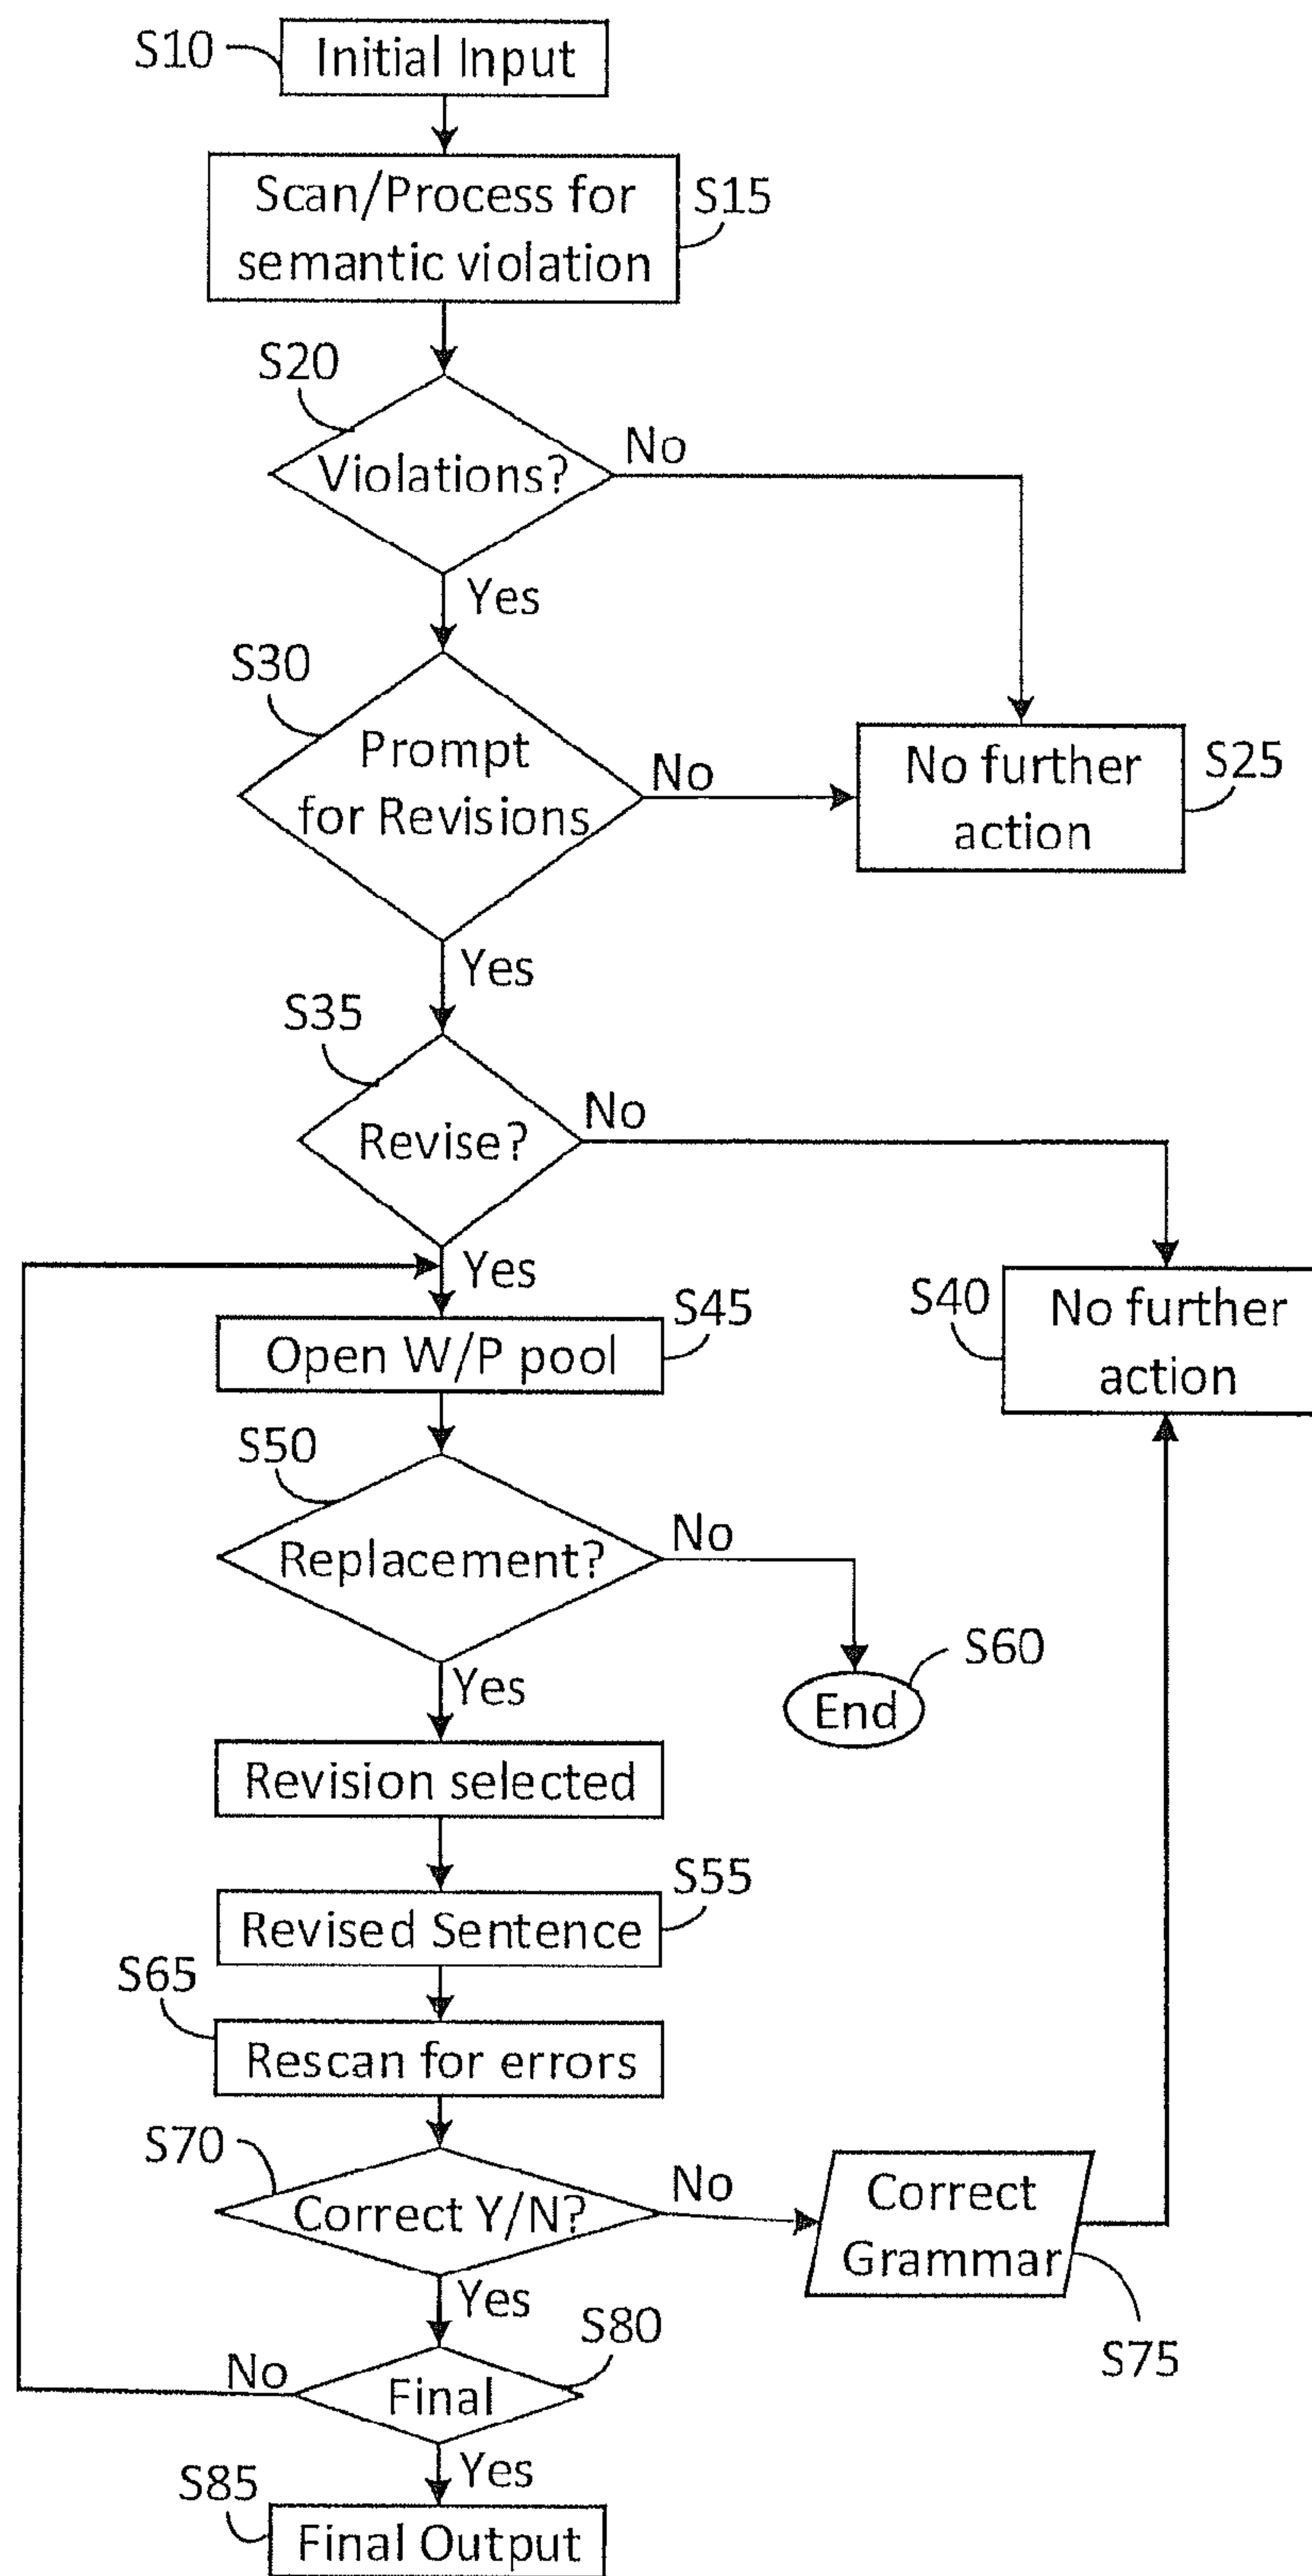 S10
Initial Input
Scan/Process for
semantic violation
S15
S20
Violations?
No
Yes
S30
Prompt
for Revisions
No
No further
action
S25
Yes
S35
Revise?
No
Yes
S40
No further
action
Open W/P pool
S45
S50
Replacement?
No
Yes
S60
End
Revision selected
S55
Revised Sentence
S65
Rescan for errors
S70
Correct Y/N?
No
Correct
Grammar
S75
Yes
S80
Final
No
Yes
S85
Final Output